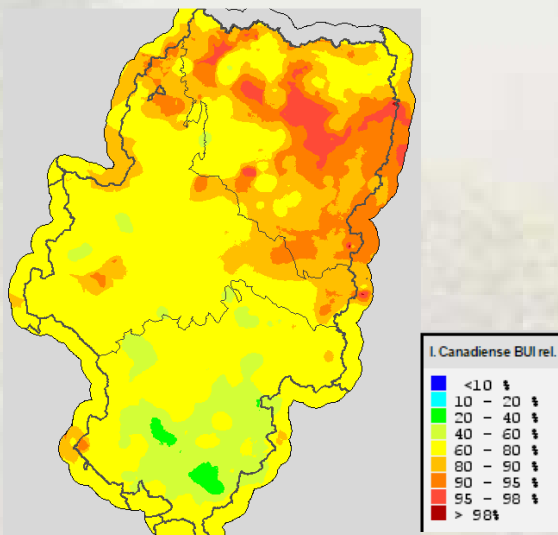 I. Canadiense BUI rel.
<10 %
10 - 20 %
20 - 40 %
40 - 60 %
60 - 80 %
80 - 90 %
90 - 95 %
95 - 98 %
> 98%